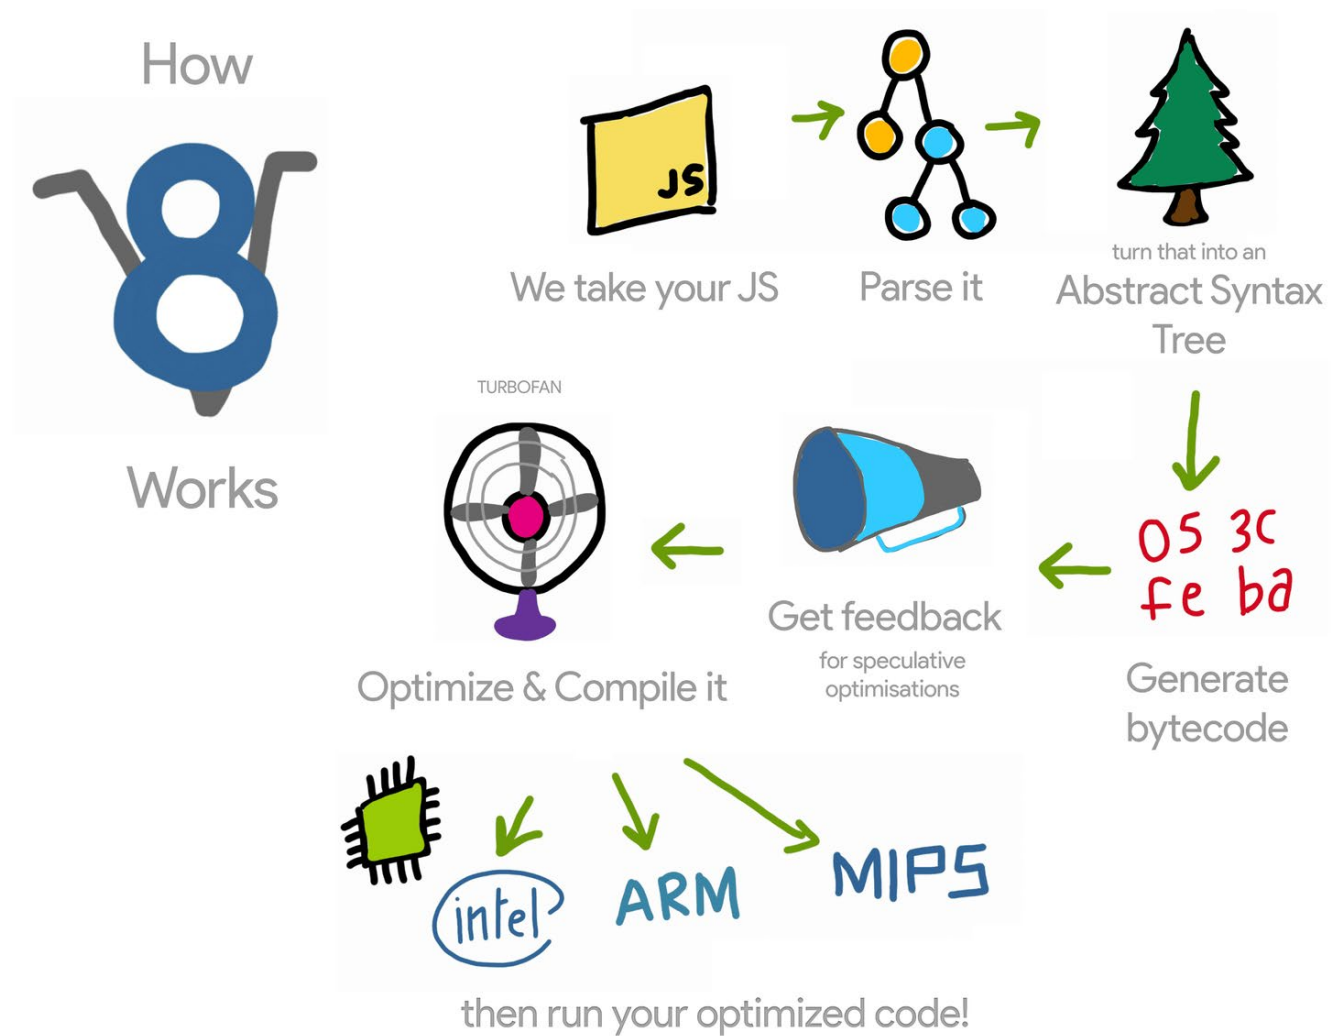 How
8
Works
JS
We take your JS
Parse it
turn that into an
Abstract Syntax
Tree
05 3C
fe ba
Generate
bytecode
Get feedback
for speculative
optimisations
TURBOFAN
Optimize & Compile it
intel
ARM
MIPS
then run your optimized code!